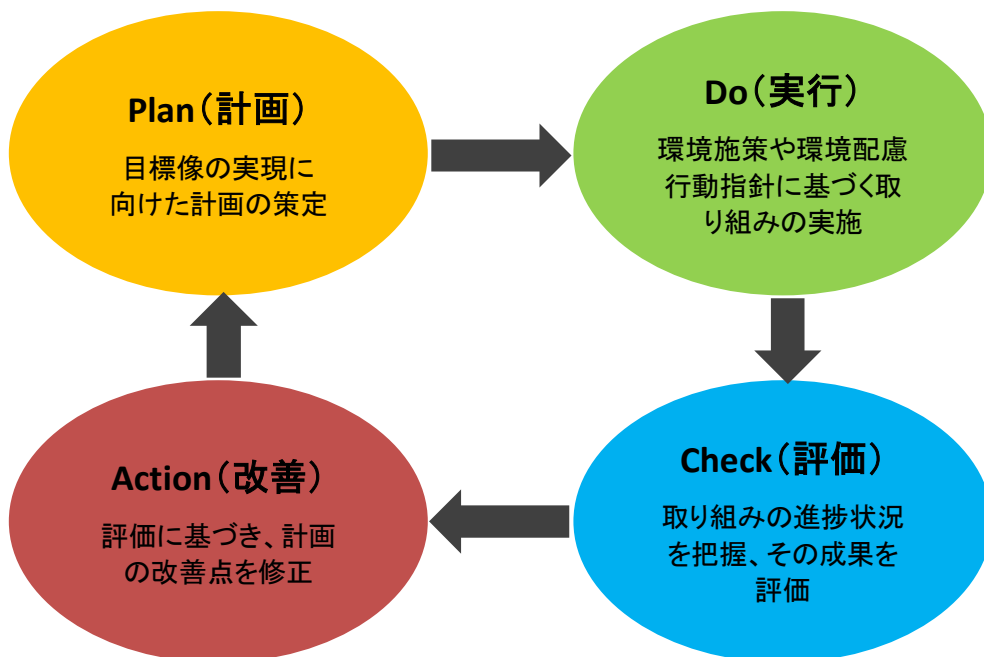 Plan（計画）
目標像の実現に
向けた計画の策定
Do（実行）
環境施策や環境配慮
行動指針に基づく取
り組みの実施
Check（評価）
取り組みの進捗状況
を把握、その成果を
評価
Action（改善）
評価に基づき、計画
の改善点を修正